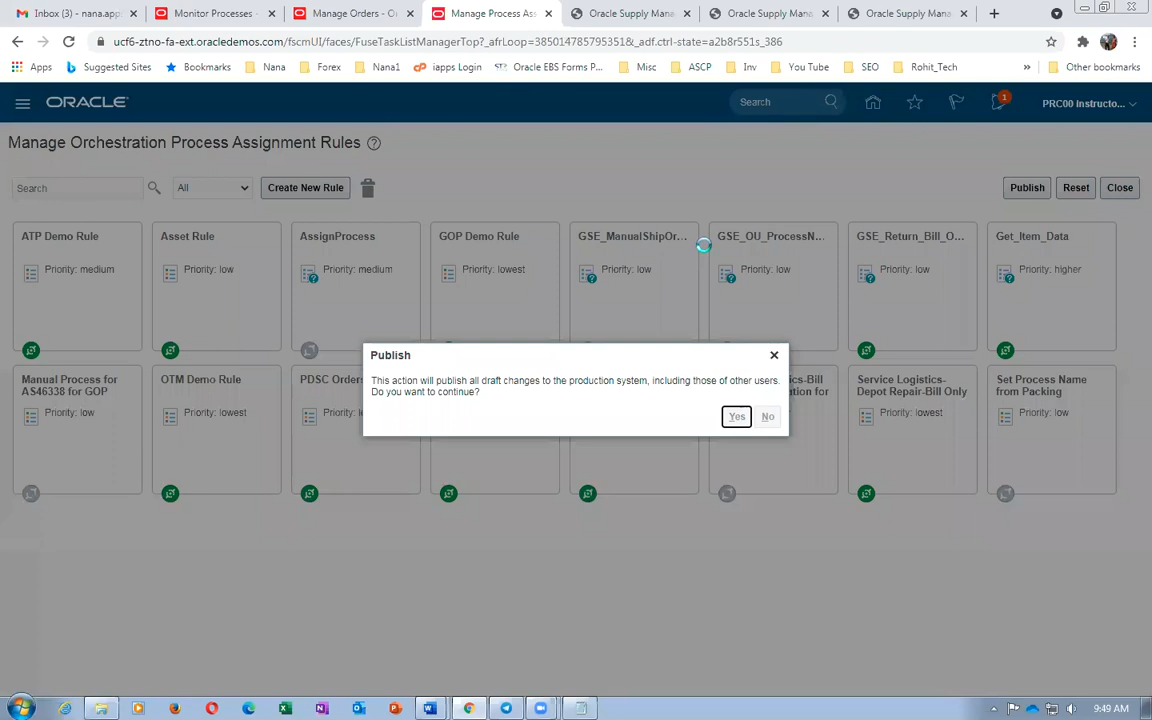 Inbox (3) - nana.app
Monitor Processes -
Manage Orders - O
Manage Process Ass
Oracle Supply Mana
Oracle Supply Mana
Oracle Supply Mana
ucf6-ztno-fa-ext.oracledemos.com/fscmUI/faces/FuseTaskListManagerTop?_afrLoop=385014785795351&_adf.ctrl-state=a2b8r551s_386
Apps Suggested Sites Bookmarks Nana Forex Nana1 iapps Login Oracle EBS Forms P... Misc ASCP Inv You Tube SEO Rohit_Tech » Other bookmarks
ORACLE Search 1 PRC00 Instructo...
Manage Orchestration Process Assignment Rules ?
Search All Create New Rule Publish Reset Close
ATP Demo Rule Asset Rule AssignProcess GOP Demo Rule GSE_ManualShipOr... GSE_OU_ProcessN... GSE_Return_Bill_O... Get_Item_Data
Priority: medium Priority: low Priority: medium Priority: lowest Priority: low Priority: low Priority: low Priority: higher
Publish
This action will publish all draft changes to the production system, including those of other users.
Do you want to continue?
Yes No
Manual Process for OTM Demo Rule PDSC Orders s-Bill Service Logistics- Set Process Name
AS46338 for GOP ation for Depot Repair-Bill Only from Packing
Priority: low Priority: lowest Priority: Priority: lowest Priority: low
9:49 AM